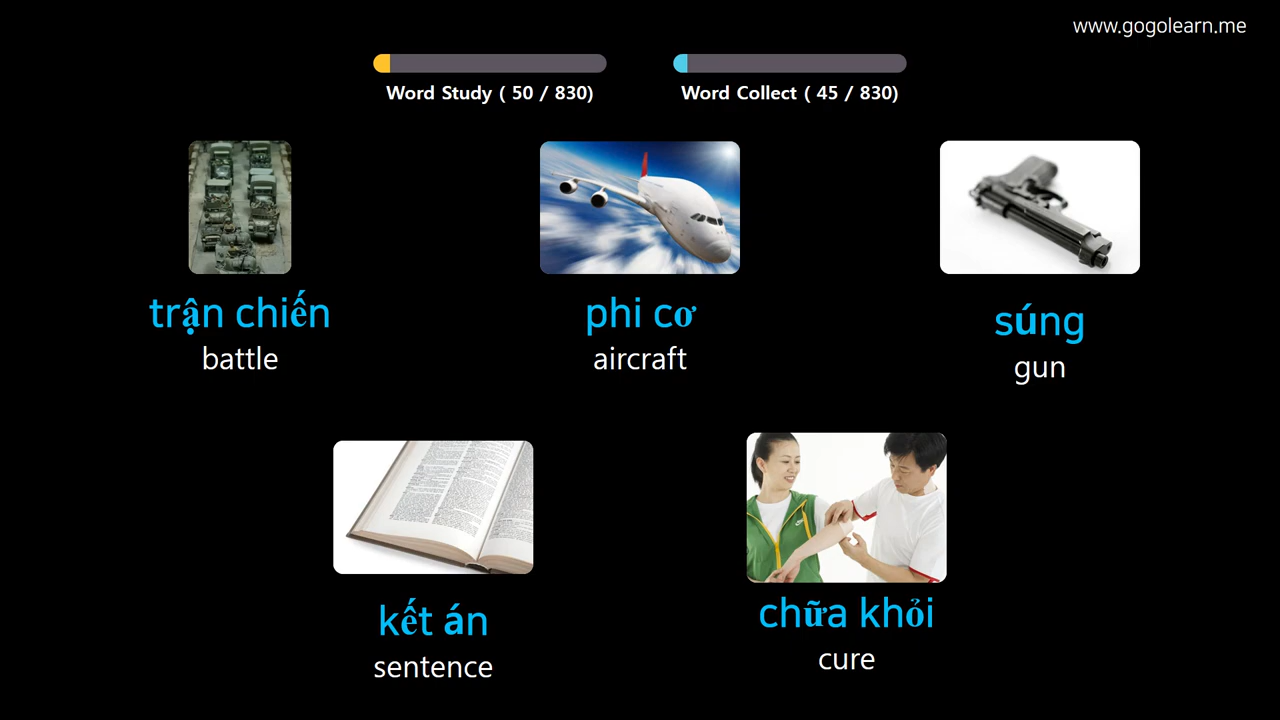 www.gogolearn.me
Word Study ( 50 / 830)
Word Collect ( 45 / 830)
trận chiến
battle
phi cơ
aircraft
súng
gun
kết án
sentence
chữa khỏi
cure